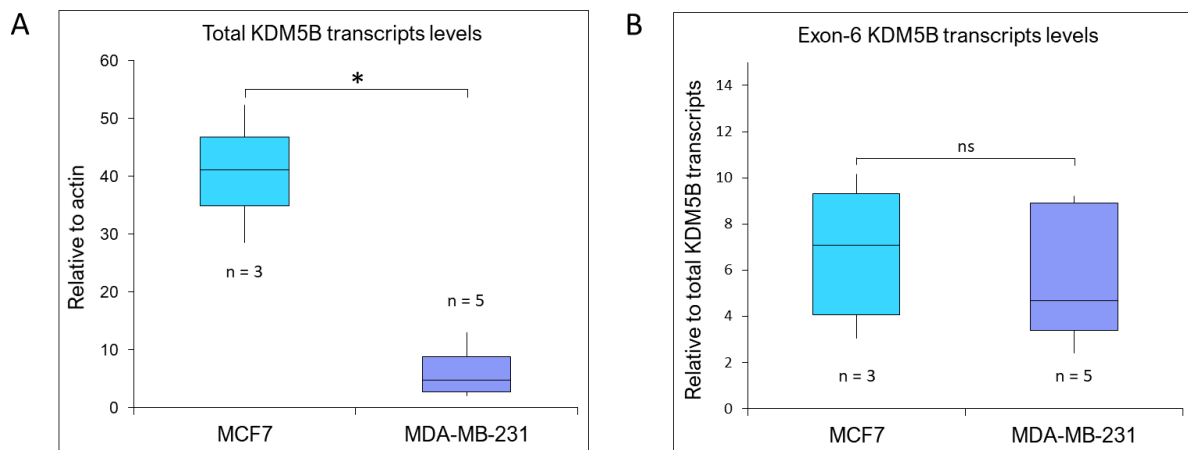 A
Total KDM5B transcripts levels
Relative to actin
60
50
40
30
20
10
0
*
n = 3
n = 5
MCF7
MDA-MB-231
B
Exon-6 KDM5B transcripts levels
Relative to total KDM5B transcripts
14
12
10
8
6
4
2
0
ns
n = 3
n = 5
MCF7
MDA-MB-231